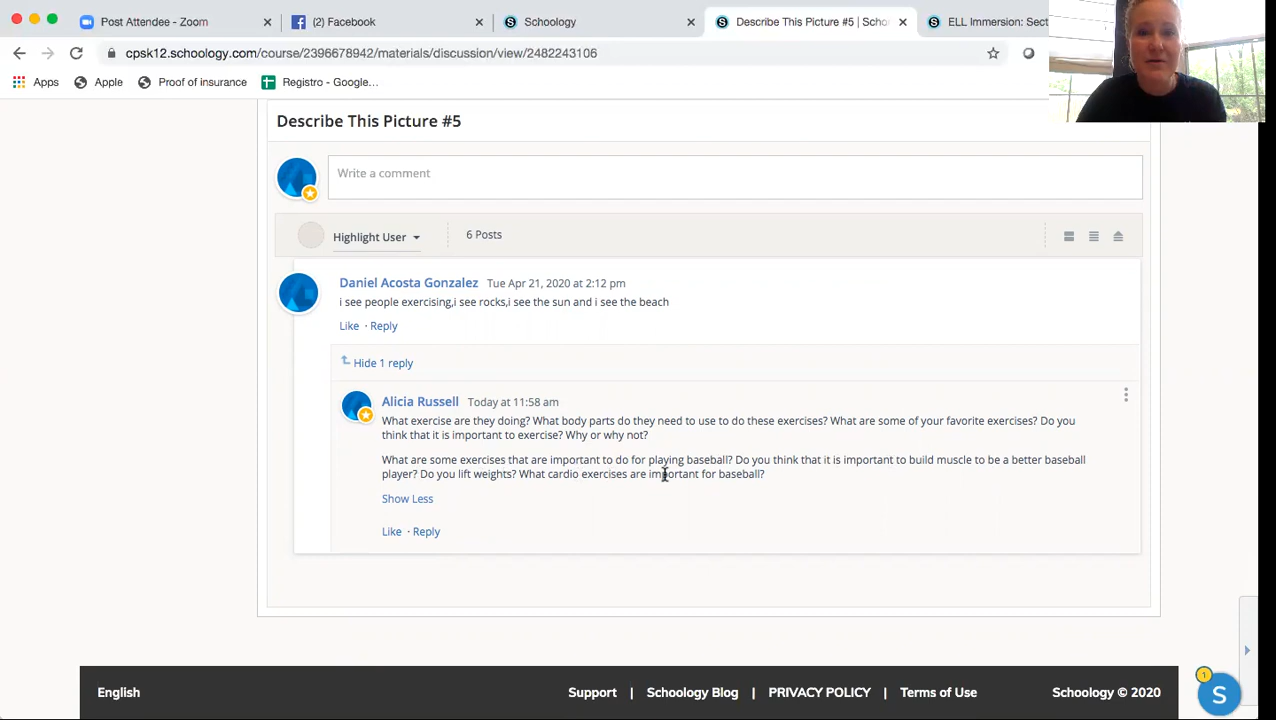 Post Attendee - Zoom
(2) Facebook
Schoology
Describe This Picture #5 | Scho
ELL Immersion: Sect
cpsk12.schoology.com/course/2396678942/materials/discussion/view/2482243106
Apps
Apple
Proof of insurance
Registro - Google...
Describe This Picture #5
Write a comment
Highlight User
6 Posts
Daniel Acosta Gonzalez Tue Apr 21, 2020 at 2:12 pm
i see people exercising,i see rocks,i see the sun and i see the beach
Like · Reply
Hide 1 reply
Alicia Russell Today at 11:58 am
What exercise are they doing? What body parts do they need to use to do these exercises? What are some of your favorite exercises? Do you
think that it is important to exercise? Why or why not?
What are some exercises that are important to do for playing baseball? Do you think that it is important to build muscle to be a better baseball
player? Do you lift weights? What cardio exercises are important for baseball?
Show Less
Like · Reply
English
Support | Schoology Blog | PRIVACY POLICY | Terms of Use
Schoology © 2020
1
S